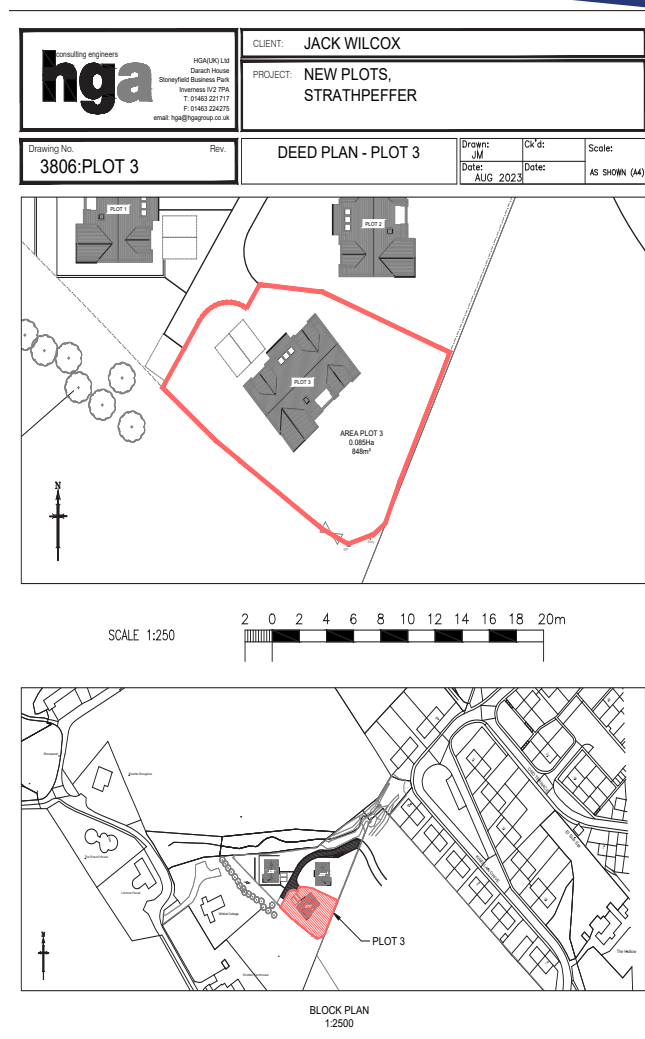 consulting engineers
hga
HGA(UK) Ltd
Darach House
Stoneyfield Business Park
Inverness IV2 7PA
T: 01463 221717
F: 01463 224275
email: hga@hgagroup.co.uk
CLIENT: JACK WILCOX
PROJECT: NEW PLOTS,
STRATHPEFFER
Drawing No. Rev.
3806:PLOT 3
DEED PLAN - PLOT 3
Drawn: JM
Ck'd:
Scale:
Date: AUG 2023
Date:
AS SHOWN (A4)
PLOT 1
PLOT 2
PLOT 3
AREA PLOT 3
0.085Ha
848m²
N
SCALE 1:250
2 0 2 4 6 8 10 12 14 16 18 20m
PLOT 3
The Hollow
N
BLOCK PLAN
1:2500